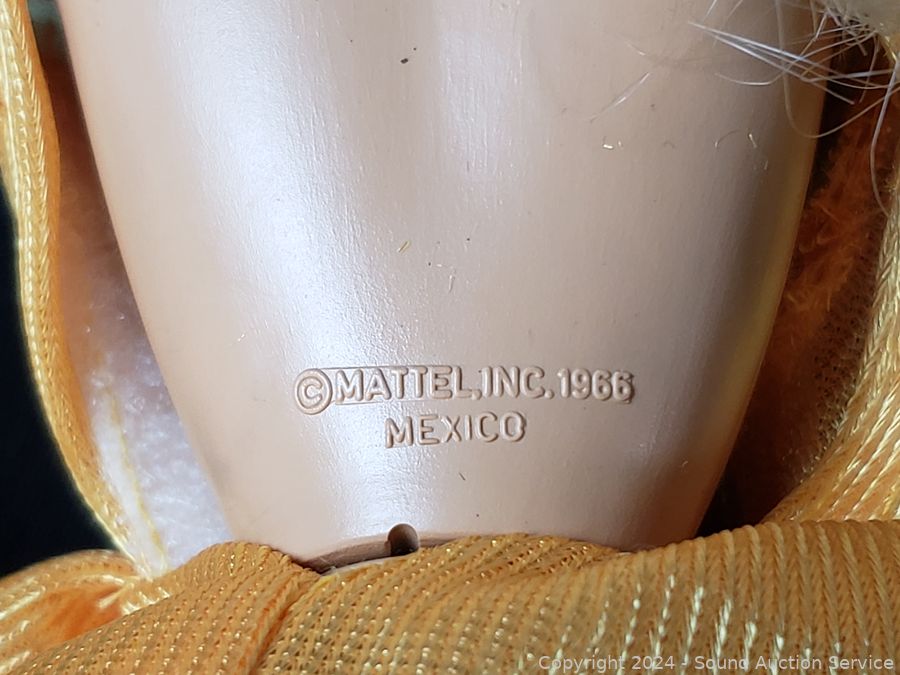 ©MATTEL,INC.1966
MEXICO
Copyright 2024 - Sound Auction Service